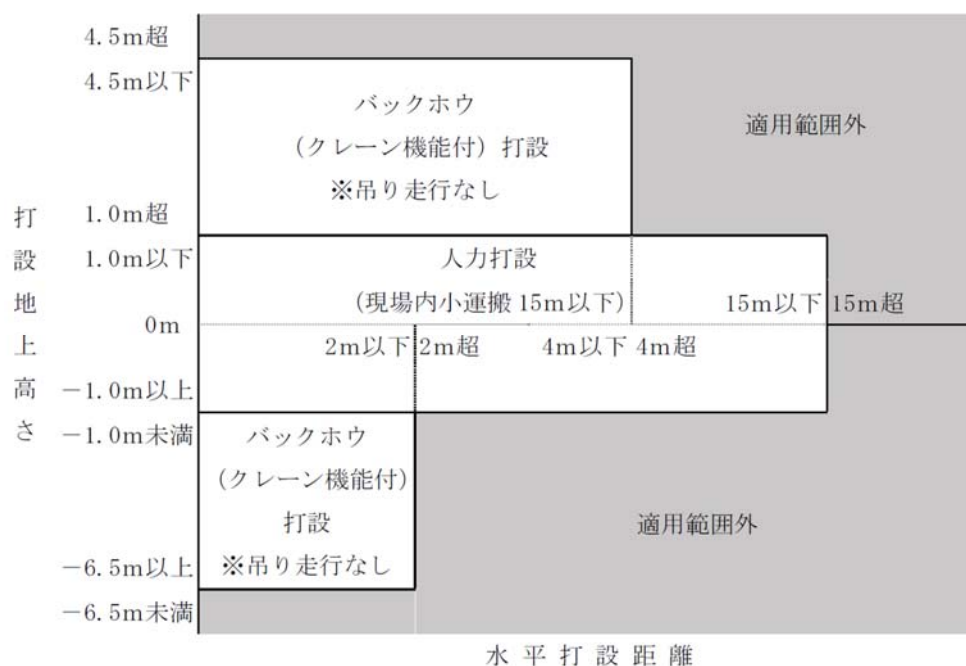 4.5m超
4.5m以下
バックホウ
(クレーン機能付) 打設
※吊り走行なし
適用範囲外
1.0m超
1.0m以下
人力打設
(現場内小運搬 15m以下)
15m以下
15m超
0m
2m以下
2m超
4m以下
4m超
-1.0m以上
-1.0m未満
バックホウ
(クレーン機能付)
打設
※吊り走行なし
適用範囲外
-6.5m以上
-6.5m未満
打設地上高さ
水平打設距離